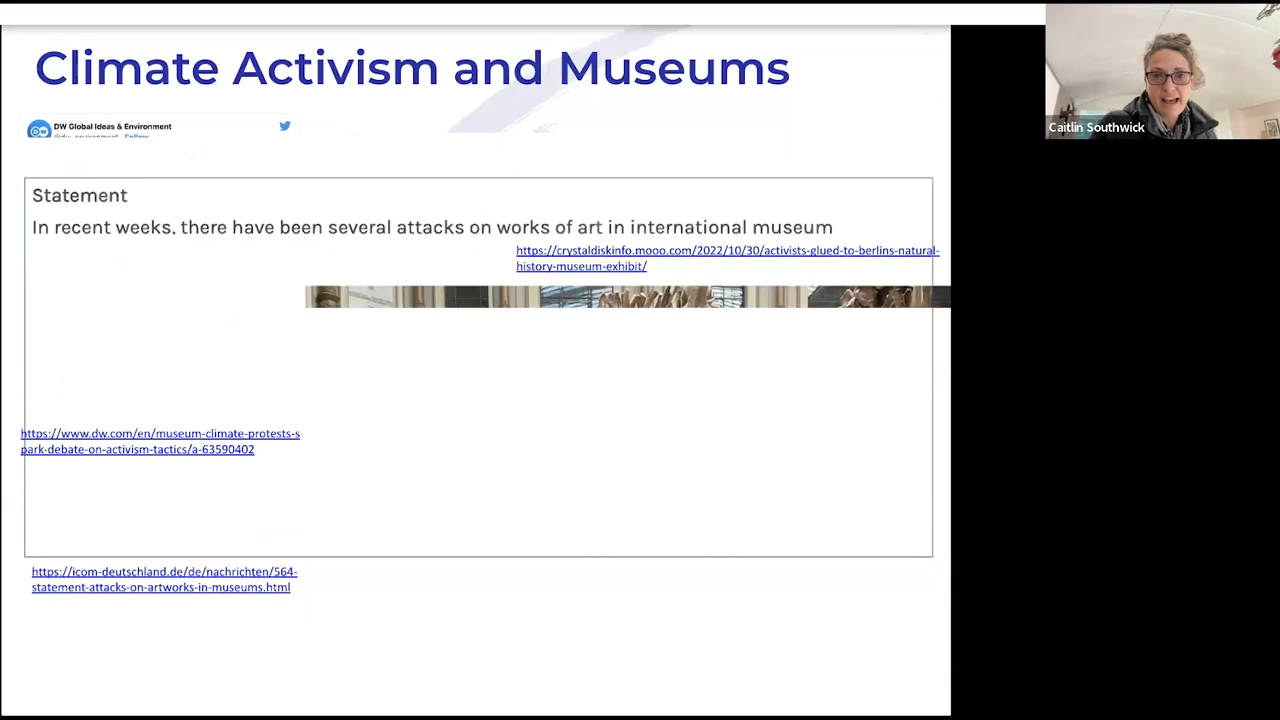 Climate Activism and Museums
Caitlin Southwick
DW Global Ideas & Environment
Statement
In recent weeks, there have been several attacks on works of art in international museum
https://crystaldiskinfo.mooo.com/2022/10/30/activists-glued-to-berlins-natural-
history-museum-exhibit/
https://www.dw.com/en/museum-climate-protests-s
park-debate-on-activism-tactics/a-63590402
https://icom-deutschland.de/de/nachrichten/564-
statement-attacks-on-artworks-in-museums.html